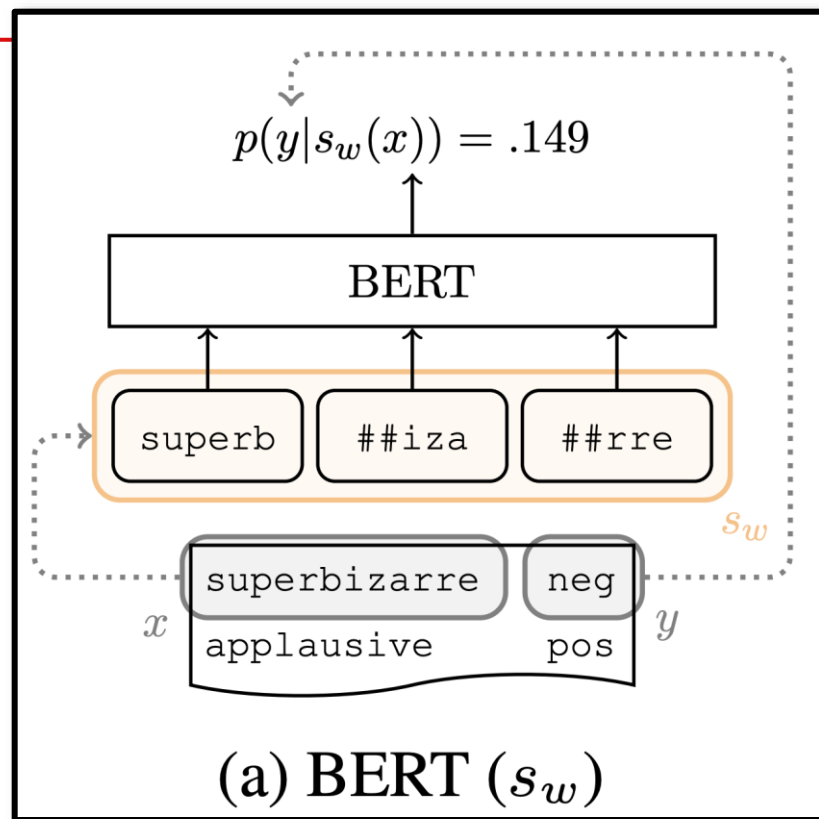 p(y|s_w(x)) = .149
BERT
superb ##iza ##rre
s_w
superbizarre neg
x y
applausive pos
(a) BERT (s_w)